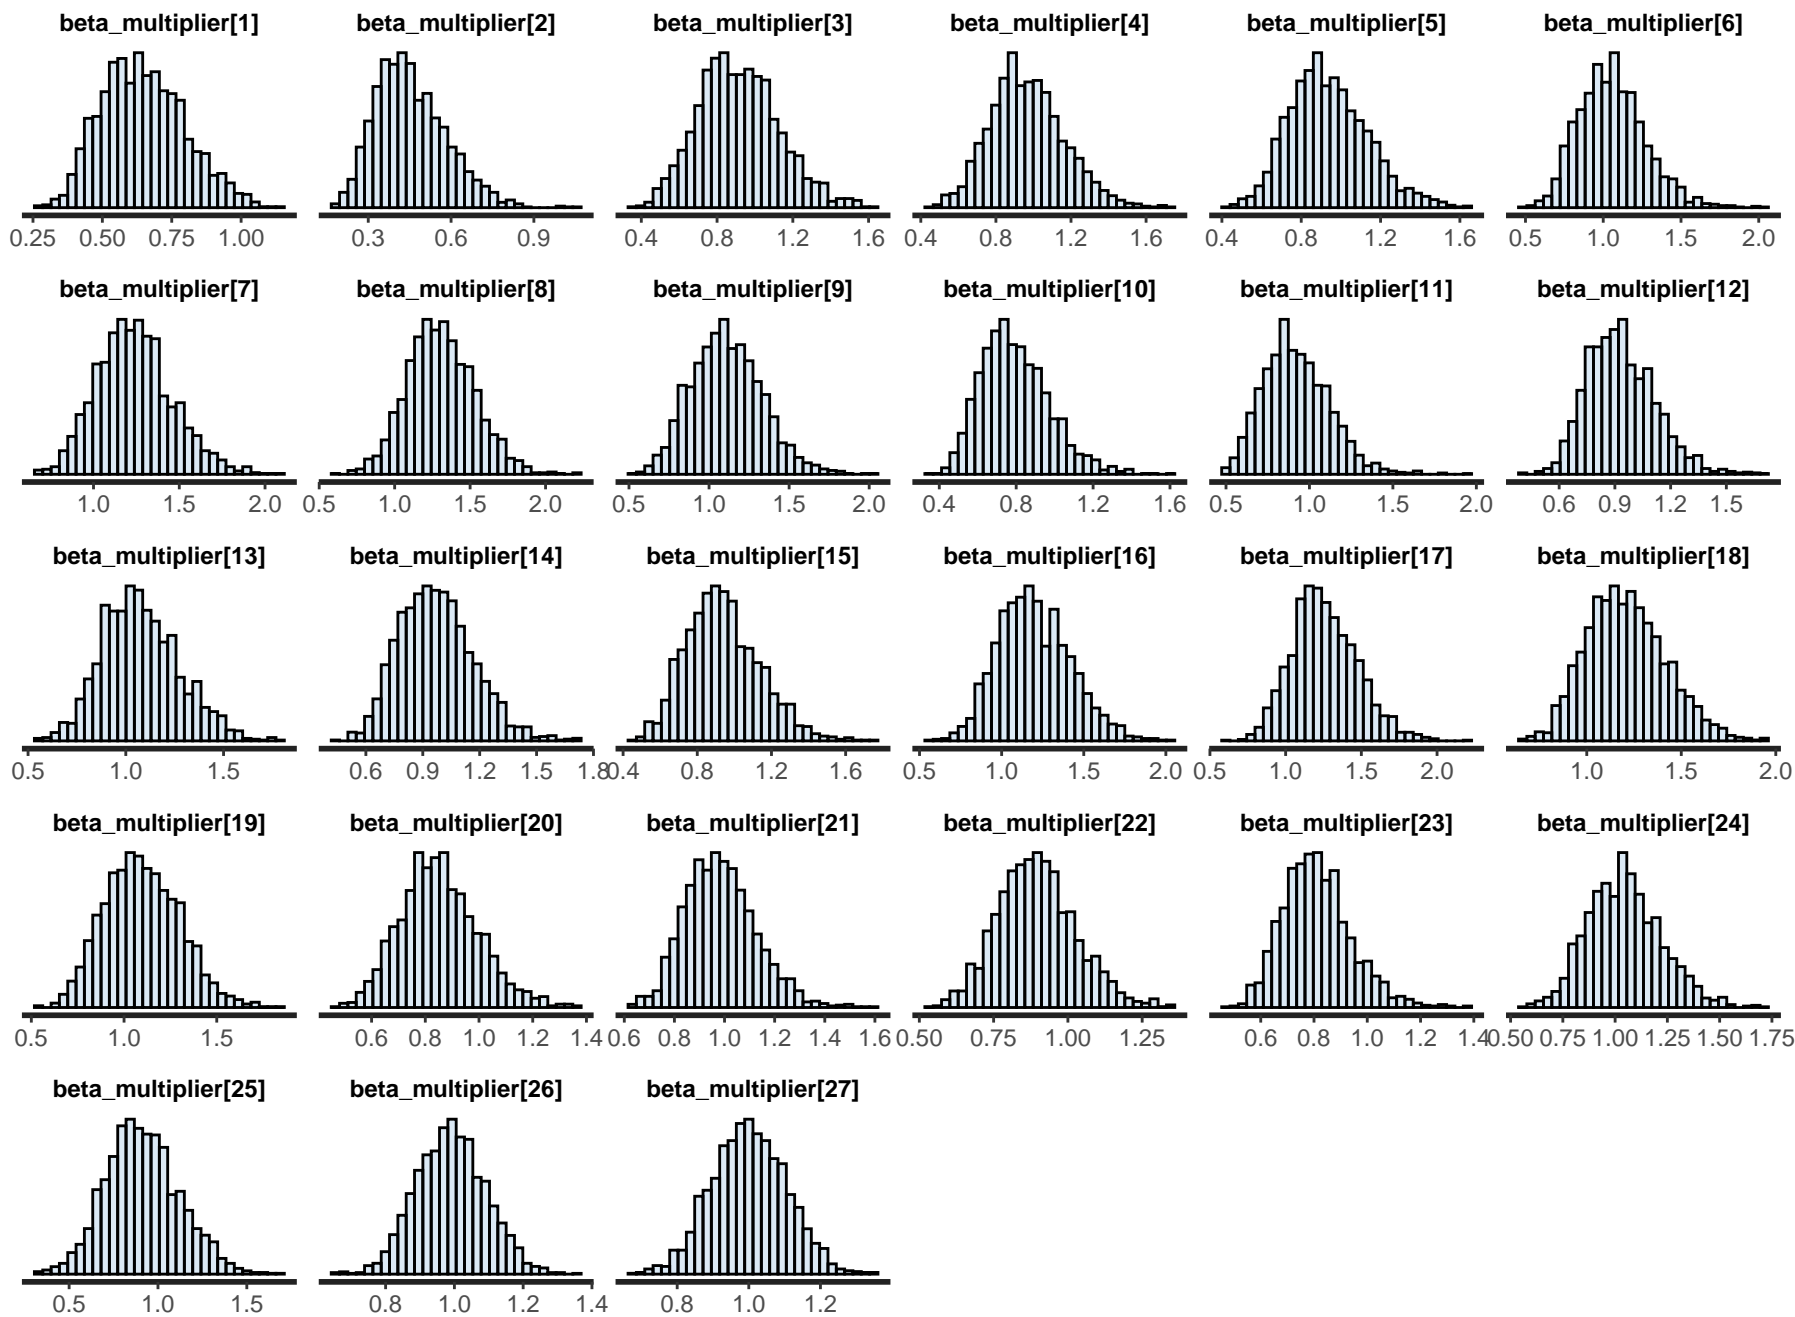 beta_multiplier[1] beta_multiplier[2] beta_multiplier[3] beta_multiplier[4] beta_multiplier[5] beta_multiplier[6]
0.25 0.50 0.75 1.00 0.3 0.6 0.9 0.4 0.8 1.2 1.6 0.4 0.8 1.2 1.6 0.4 0.8 1.2 1.6 0.5 1.0 1.5 2.0
beta_multiplier[7] beta_multiplier[8] beta_multiplier[9] beta_multiplier[10] beta_multiplier[11] beta_multiplier[12]
1.0 1.5 2.0 0.5 1.0 1.5 2.0 0.5 1.0 1.5 2.0 0.4 0.8 1.2 1.6 0.5 1.0 1.5 2.0 0.6 0.9 1.2 1.5
beta_multiplier[13] beta_multiplier[14] beta_multiplier[15] beta_multiplier[16] beta_multiplier[17] beta_multiplier[18]
0.5 1.0 1.5 0.6 0.9 1.2 1.5 1.8 0.4 0.8 1.2 1.6 0.5 1.0 1.5 2.0 0.5 1.0 1.5 2.0 1.0 1.5 2.0
beta_multiplier[19] beta_multiplier[20] beta_multiplier[21] beta_multiplier[22] beta_multiplier[23] beta_multiplier[24]
0.5 1.0 1.5 0.6 0.8 1.0 1.2 1.4 0.6 0.8 1.0 1.2 1.4 1.6 0.50 0.75 1.00 1.25 0.6 0.8 1.0 1.2 1.4 0.50 0.75 1.00 1.25 1.50 1.75
beta_multiplier[25] beta_multiplier[26] beta_multiplier[27]
0.5 1.0 1.5 0.8 1.0 1.2 1.4 0.8 1.0 1.2